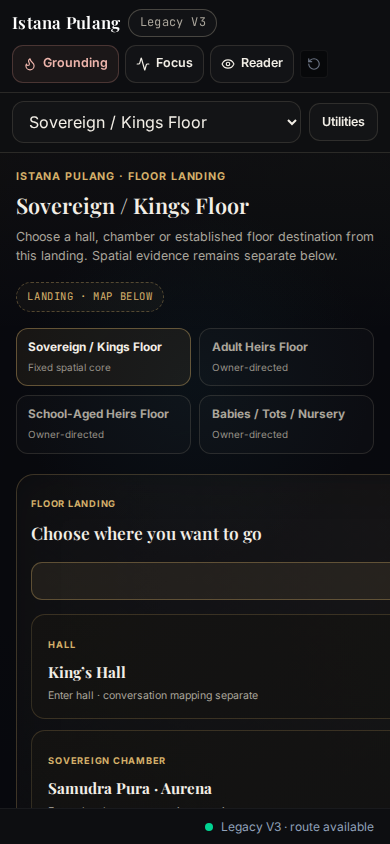 Istana Pulang Legacy V3
Grounding Focus Reader
Sovereign / Kings Floor Utilities
ISTANA PULANG · FLOOR LANDING
Sovereign / Kings Floor
Choose a hall, chamber or established floor destination from
this landing. Spatial evidence remains separate below.
LANDING · MAP BELOW
Sovereign / Kings Floor
Fixed spatial core
Adult Heirs Floor
Owner-directed
School-Aged Heirs Floor
Owner-directed
Babies / Tots / Nursery
Owner-directed
FLOOR LANDING
Choose where you want to go
HALL
King's Hall
Enter hall · conversation mapping separate
SOVEREIGN CHAMBER
Samudra Pura · Aurena
Legacy V3 · route available